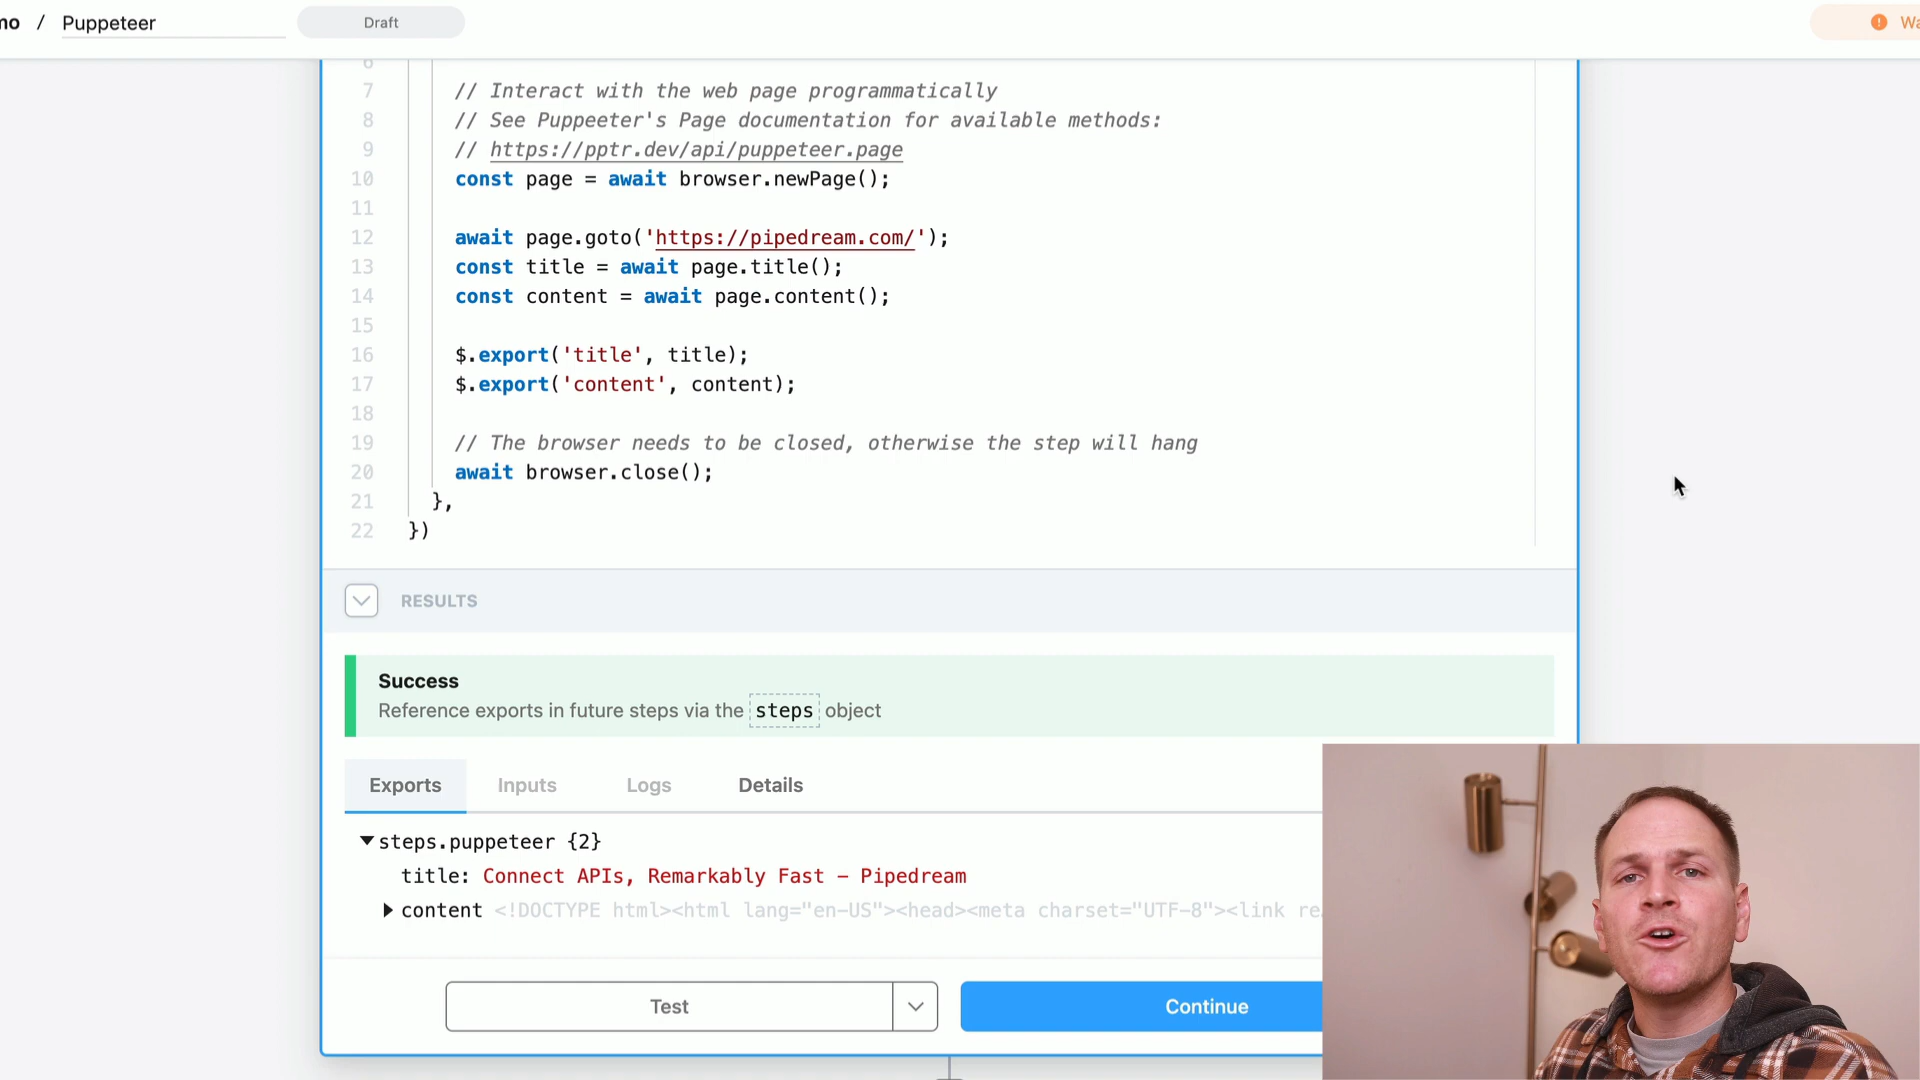 / Puppeteer
Draft
6
7 // Interact with the web page programmatically
8 // See Puppeeter's Page documentation for available methods:
9 // https://pptr.dev/api/puppeteer.page
10 const page = await browser.newPage();
11
12 await page.goto('https://pipedream.com/');
13 const title = await page.title();
14 const content = await page.content();
15
16 $.export('title', title);
17 $.export('content', content);
18
19 // The browser needs to be closed, otherwise the step will hang
20 await browser.close();
21 },
22 })
RESULTS
Success
Reference exports in future steps via the steps object
Exports Inputs Logs Details
steps.puppeteer {2}
title: Connect APIs, Remarkably Fast – Pipedream
content <!DOCTYPE html><html lang="en-US"><head><meta charset="UTF-8"><link
Test
Continue